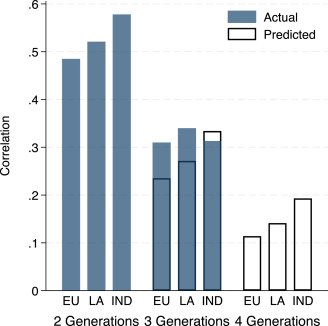 .6
.5
.4
.3
.2
.1
0
Correlation
Actual
Predicted
EU LA IND EU LA IND EU LA IND
2 Generations 3 Generations 4 Generations